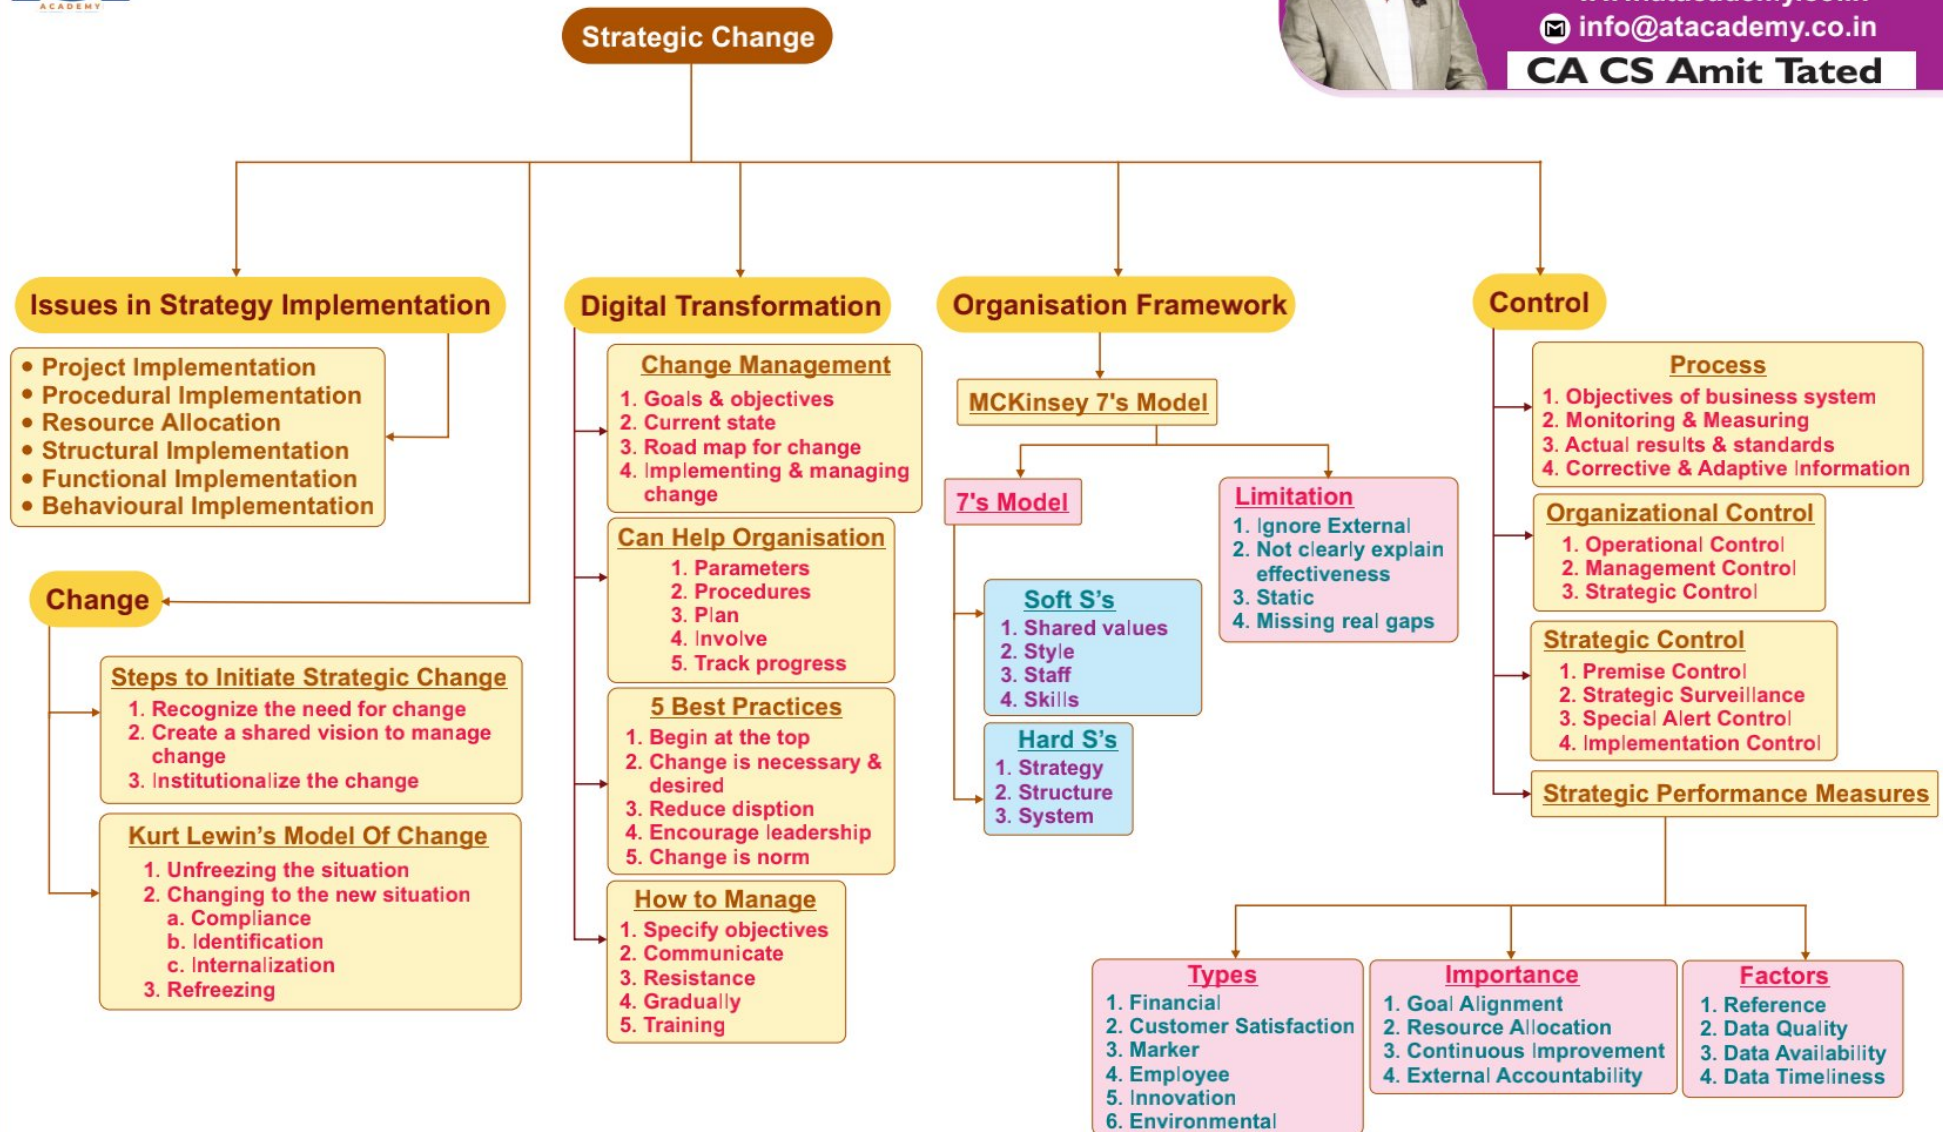 ACADEMY
Strategic Change
info@atacademy.co.in
CA CS Amit Tated
Issues in Strategy Implementation
• Project Implementation
• Procedural Implementation
• Resource Allocation
• Structural Implementation
• Functional Implementation
• Behavioural Implementation
Change
Steps to Initiate Strategic Change
1. Recognize the need for change
2. Create a shared vision to manage
change
3. Institutionalize the change
Kurt Lewin's Model Of Change
1. Unfreezing the situation
2. Changing to the new situation
a. Compliance
b. Identification
c. Internalization
3. Refreezing
Digital Transformation
Change Management
1. Goals & objectives
2. Current state
3. Road map for change
4. Implementing & managing
change
Can Help Organisation
1. Parameters
2. Procedures
3. Plan
4. Involve
5. Track progress
5 Best Practices
1. Begin at the top
2. Change is necessary &
desired
3. Reduce disption
4. Encourage leadership
5. Change is norm
How to Manage
1. Specify objectives
2. Communicate
3. Resistance
4. Gradually
5. Training
Organisation Framework
MCKinsey 7's Model
7's Model
Soft S's
1. Shared values
2. Style
3. Staff
4. Skills
Hard S's
1. Strategy
2. Structure
3. System
Limitation
1. Ignore External
2. Not clearly explain
effectiveness
3. Static
4. Missing real gaps
Control
Process
1. Objectives of business system
2. Monitoring & Measuring
3. Actual results & standards
4. Corrective & Adaptive Information
Organizational Control
1. Operational Control
2. Management Control
3. Strategic Control
Strategic Control
1. Premise Control
2. Strategic Surveillance
3. Special Alert Control
4. Implementation Control
Strategic Performance Measures
Types
1. Financial
2. Customer Satisfaction
3. Marker
4. Employee
5. Innovation
6. Environmental
Importance
1. Goal Alignment
2. Resource Allocation
3. Continuous Improvement
4. External Accountability
Factors
1. Reference
2. Data Quality
3. Data Availability
4. Data Timeliness